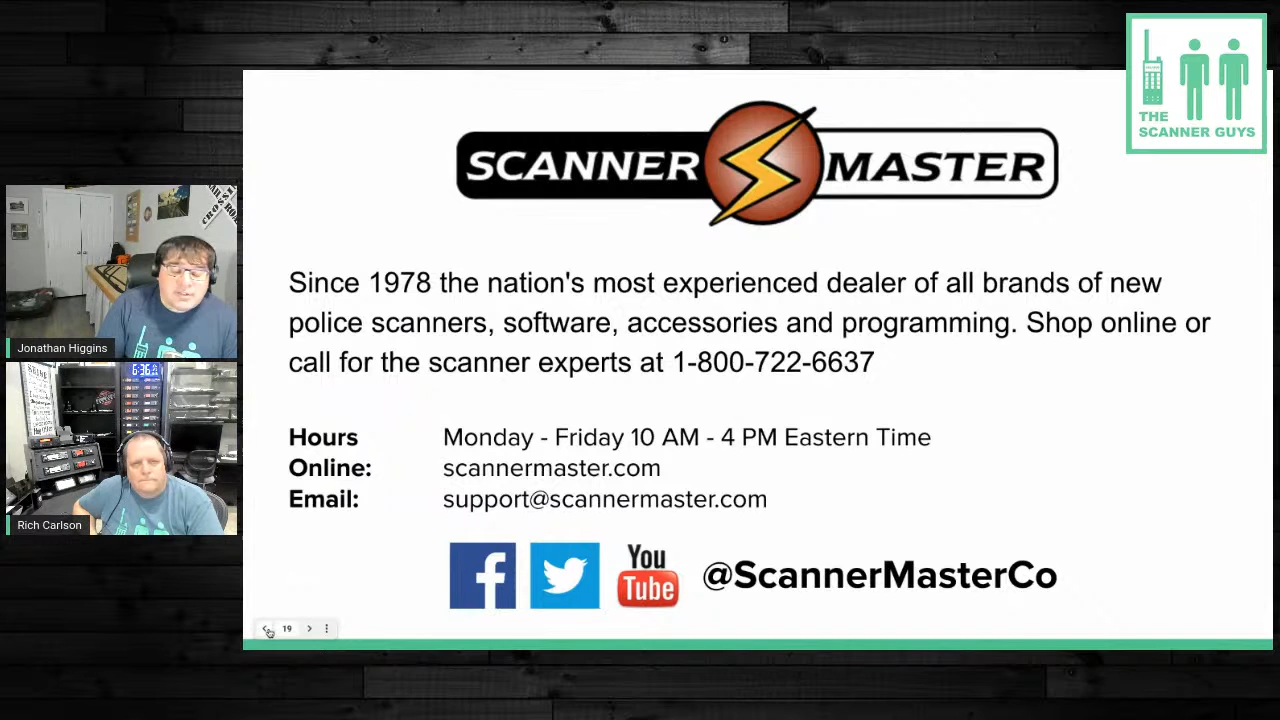 THE
SCANNER GUYS
SCANNER MASTER
Since 1978 the nation's most experienced dealer of all brands of new
police scanners, software, accessories and programming. Shop online or
call for the scanner experts at 1-800-722-6637
Hours Monday - Friday 10 AM - 4 PM Eastern Time
Online: scannermaster.com
Email: support@scannermaster.com
You
Tube
@ScannerMasterCo
19
Jonathan Higgins
6:36
Rich Carlson